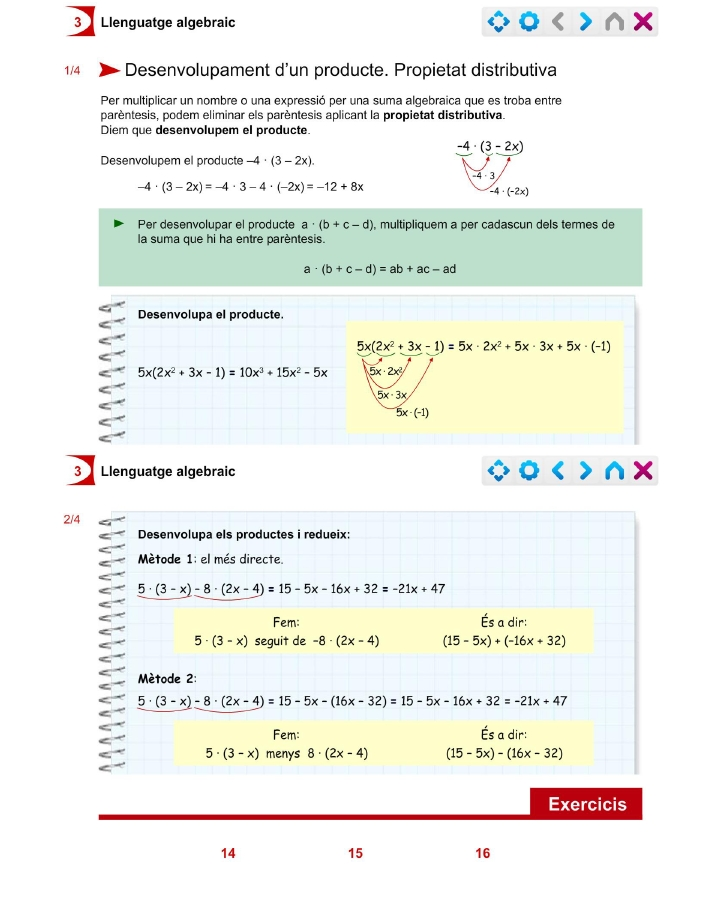 3 Llenguatge algebraic
1/4 Desenvolupament d'un producte. Propietat distributiva
Per multiplicar un nombre o una expressió per una suma algebraica que es troba entre
parèntesis, podem eliminar els parèntesis aplicant la propietat distributiva.
Diem que desenvolupem el producte.
Desenvolupem el producte –4 · (3 – 2x).
–4 · (3 – 2x) = –4 · 3 – 4 · (–2x) = –12 + 8x
–4 · (3 – 2x)
–4 · 3
–4 · (–2x)
Per desenvolupar el producte a · (b + c – d), multipliquem a per cadascun dels termes de
la suma que hi ha entre parèntesis.
a · (b + c – d) = ab + ac – ad
Desenvolupa el producte.
5x(2x² + 3x – 1) = 10x³ + 15x² – 5x
5x(2x² + 3x – 1) = 5x · 2x² + 5x · 3x + 5x · (–1)
5x · 2x²
5x · 3x
5x · (–1)
3 Llenguatge algebraic
2/4
Desenvolupa els productes i redueix:
Mètode 1: el més directe.
5 · (3 – x) – 8 · (2x – 4) = 15 – 5x – 16x + 32 = –21x + 47
Fem: És a dir:
5 · (3 – x) seguit de –8 · (2x – 4) (15 – 5x) + (–16x + 32)
Mètode 2:
5 · (3 – x) – 8 · (2x – 4) = 15 – 5x – (16x – 32) = 15 – 5x – 16x + 32 = –21x + 47
Fem: És a dir:
5 · (3 – x) menys 8 · (2x – 4) (15 – 5x) – (16x – 32)
Exercicis
14 15 16